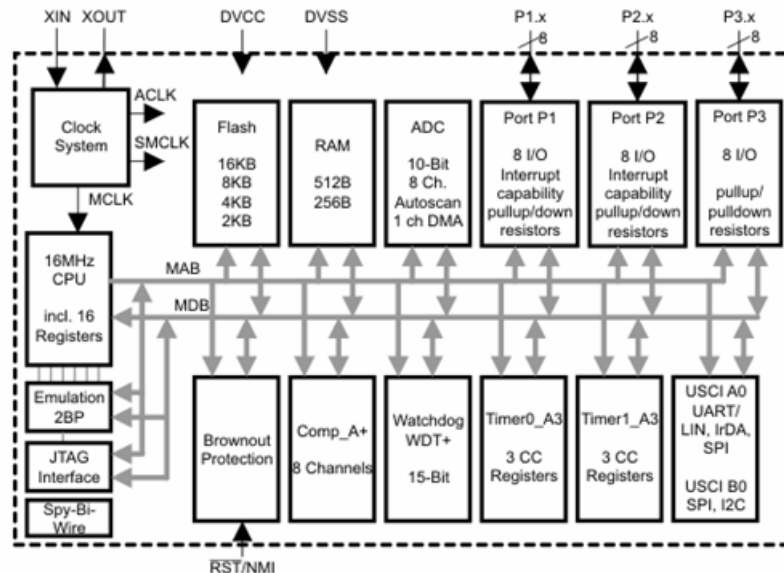 XIN XOUT DVCC DVSS P1.x P2.x P3.x
8 8 8
ACLK
SMCLK
MCLK
Clock
System
Flash
16KB
8KB
4KB
2KB
RAM
512B
256B
ADC
10-Bit
8 Ch.
Autoscan
1 ch DMA
Port P1
8 I/O
Interrupt
capability
pullup/down
resistors
Port P2
8 I/O
Interrupt
capability
pullup/down
resistors
Port P3
8 I/O
pullup/
pulldown
resistors
16MHz
CPU
incl. 16
Registers
MAB
MDB
Emulation
2BP
JTAG
Interface
Spy-Bi-
Wire
Brownout
Protection
Comp_A+
8 Channels
Watchdog
WDT+
15-Bit
Timer0_A3
3 CC
Registers
Timer1_A3
3 CC
Registers
USCI A0
UART/
LIN, IrDA,
SPI
USCI B0
SPI, I2C
RST/NMI